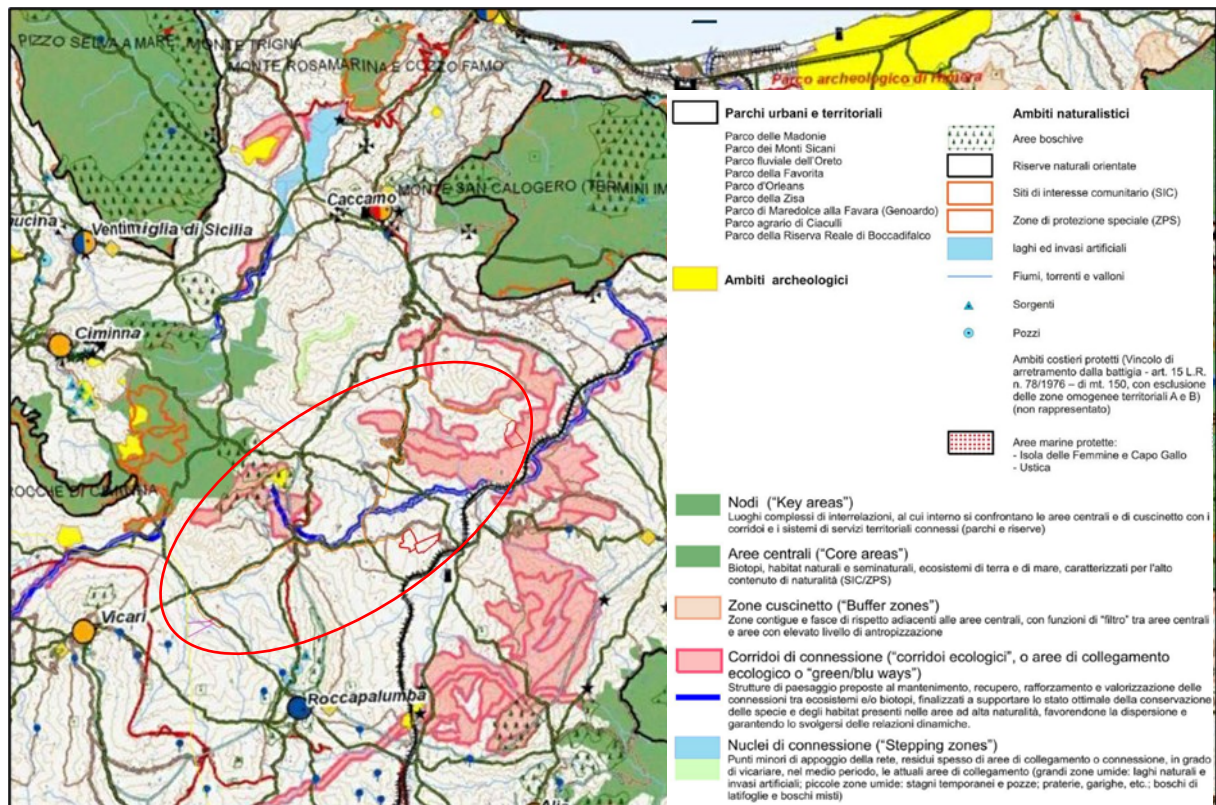 PIZZO SELVA A MARE, MONTE TRIGNA
MONTE ROSAMARINA E COZZO FAMO'
Parco archeologico di Himera
MONTE SAN CALOGERO (TERMINI IM
Caccamo
Ventimiglia di Sicilia
Ciminna
ROCCHE DI CIMINNA
Vicari
Roccapalumba
Parchi urbani e territoriali
Parco delle Madonie
Parco dei Monti Sicani
Parco fluviale dell'Oreto
Parco della Favorita
Parco d'Orleans
Parco della Zisa
Parco di Maredolce alla Favara (Genoardo)
Parco agrario di Ciaculli
Parco della Riserva Reale di Boccadifalco
Ambiti archeologici
Ambiti naturalistici
Aree boschive
Riserve naturali orientate
Siti di interesse comunitario (SIC)
Zone di protezione speciale (ZPS)
laghi ed invasi artificiali
Fiumi, torrenti e valloni
Sorgenti
Pozzi
Ambiti costieri protetti (Vincolo di
arretramento dalla battigia - art. 15 L.R.
n. 78/1976 – di mt. 150, con esclusione
delle zone omogenee territoriali A e B)
(non rappresentato)
Aree marine protette:
- Isola delle Femmine e Capo Gallo
- Ustica
Nodi ("Key areas")
Luoghi complessi di interrelazioni, al cui interno si confrontano le aree centrali e di cuscinetto con i
corridoi e i sistemi di servizi territoriali connessi (parchi e riserve)
Aree centrali ("Core areas")
Biotopi, habitat naturali e seminaturali, ecosistemi di terra e di mare, caratterizzati per l'alto
contenuto di naturalità (SIC/ZPS)
Zone cuscinetto ("Buffer zones")
Zone contigue e fasce di rispetto adiacenti alle aree centrali, con funzioni di "filtro" tra aree centrali
e aree con elevato livello di antropizzazione
Corridoi di connessione ("corridoi ecologici", o aree di collegamento
ecologico o "green/blu ways")
Strutture di paesaggio preposte al mantenimento, recupero, rafforzamento e valorizzazione delle
connessioni tra ecosistemi e/o biotopi, finalizzati a supportare lo stato ottimale della conservazione
delle specie e degli habitat presenti nelle aree ad alta naturalità, favorendone la dispersione e
garantendo lo svolgersi delle relazioni dinamiche.
Nuclei di connessione ("Stepping zones")
Punti minori di appoggio della rete, residui spesso di aree di collegamento o connessione, in grado
di vicariare, nel medio periodo, le attuali aree di collegamento (grandi zone umide: laghi naturali e
invasi artificiali; piccole zone umide: stagni temporanei e pozze; praterie, garighe, etc.; boschi di
latifoglie e boschi misti)